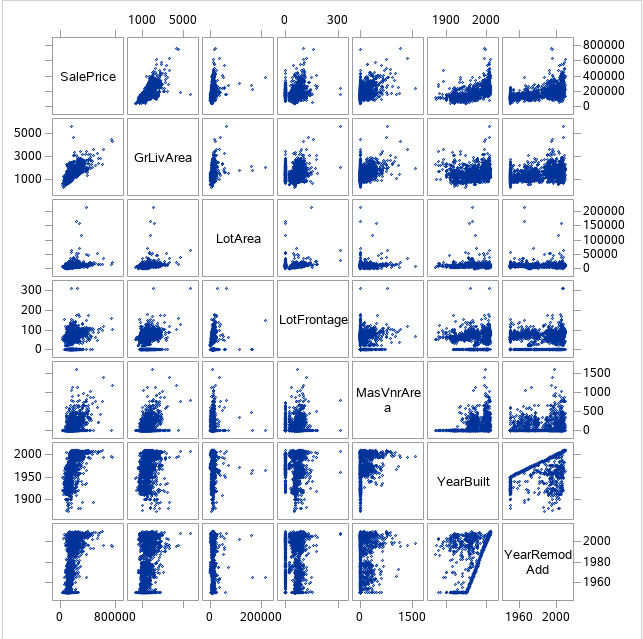 1000 5000 0 300 1900 2000
SalePrice 800000
600000
400000
200000
0
5000
3000 GrLivArea
1000
LotArea 200000
150000
100000
50000
0
300
200 LotFrontage
100
0
MasVnrAre 1500
a 1000
500
0
2000
1950 YearBuilt
1900
YearRemod 2000
Add 1980
1960
0 800000 0 200000 0 1500 1960 2000